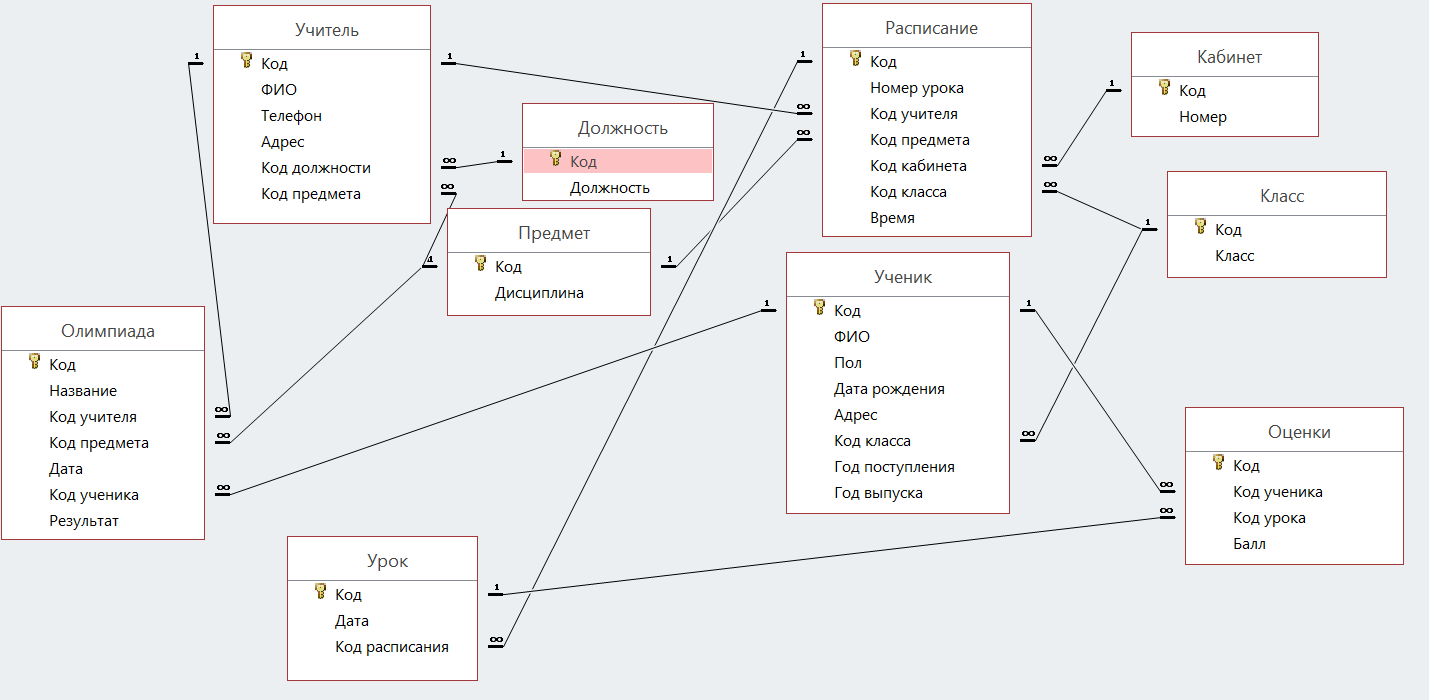 Учитель
Код
ФИО
Телефон
Адрес
Код должности
Код предмета
Должность
Код
Должность
Предмет
Код
Дисциплина
Расписание
Код
Номер урока
Код учителя
Код предмета
Код кабинета
Код класса
Время
Кабинет
Код
Номер
Класс
Код
Класс
Олимпиада
Код
Название
Код учителя
Код предмета
Дата
Код ученика
Результат
Ученик
Код
ФИО
Пол
Дата рождения
Адрес
Код класса
Год поступления
Год выпуска
Оценки
Код
Код ученика
Код урока
Балл
Урок
Код
Дата
Код расписания
1
1
∞
1
∞
1
1
∞
∞
1
1
∞
∞
1
∞
∞
∞
1
1
∞
∞
∞
1
∞